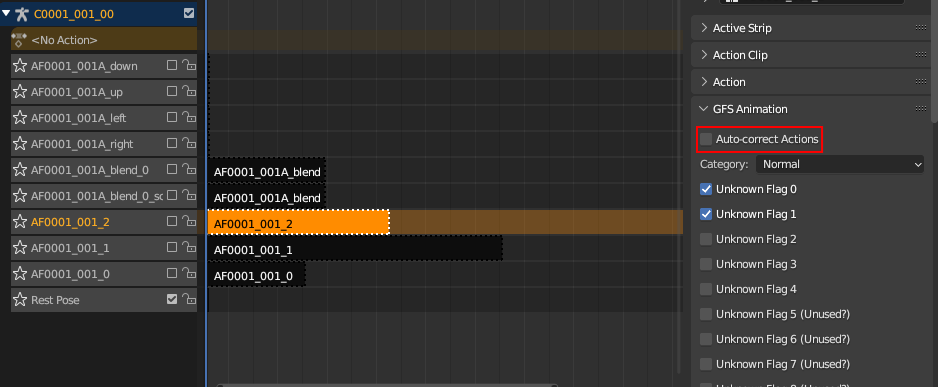 C0001_001_00
<No Action>
AF0001_001A_down
AF0001_001A_up
AF0001_001A_left
AF0001_001A_right
AF0001_001A_blend_0
AF0001_001A_blend_0_sc
AF0001_001_2
AF0001_001_1
AF0001_001_0
Rest Pose
AF0001_001A_blend
AF0001_001A_blend
AF0001_001_2
AF0001_001_1
AF0001_001_0
Active Strip
Action Clip
Action
GFS Animation
Auto-correct Actions
Category: Normal
Unknown Flag 0
Unknown Flag 1
Unknown Flag 2
Unknown Flag 3
Unknown Flag 4
Unknown Flag 5 (Unused?)
Unknown Flag 6 (Unused?)
Unknown Flag 7 (Unused?)